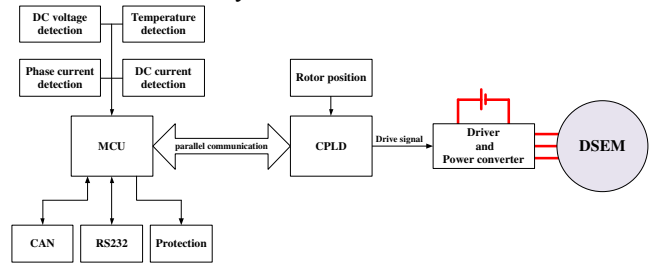 DC voltage
detection
Temperature
detection
Phase current
detection
DC current
detection
Rotor position
MCU
parallel communication
CPLD
Drive signal
Driver
and
Power converter
DSEM
CAN
RS232
Protection